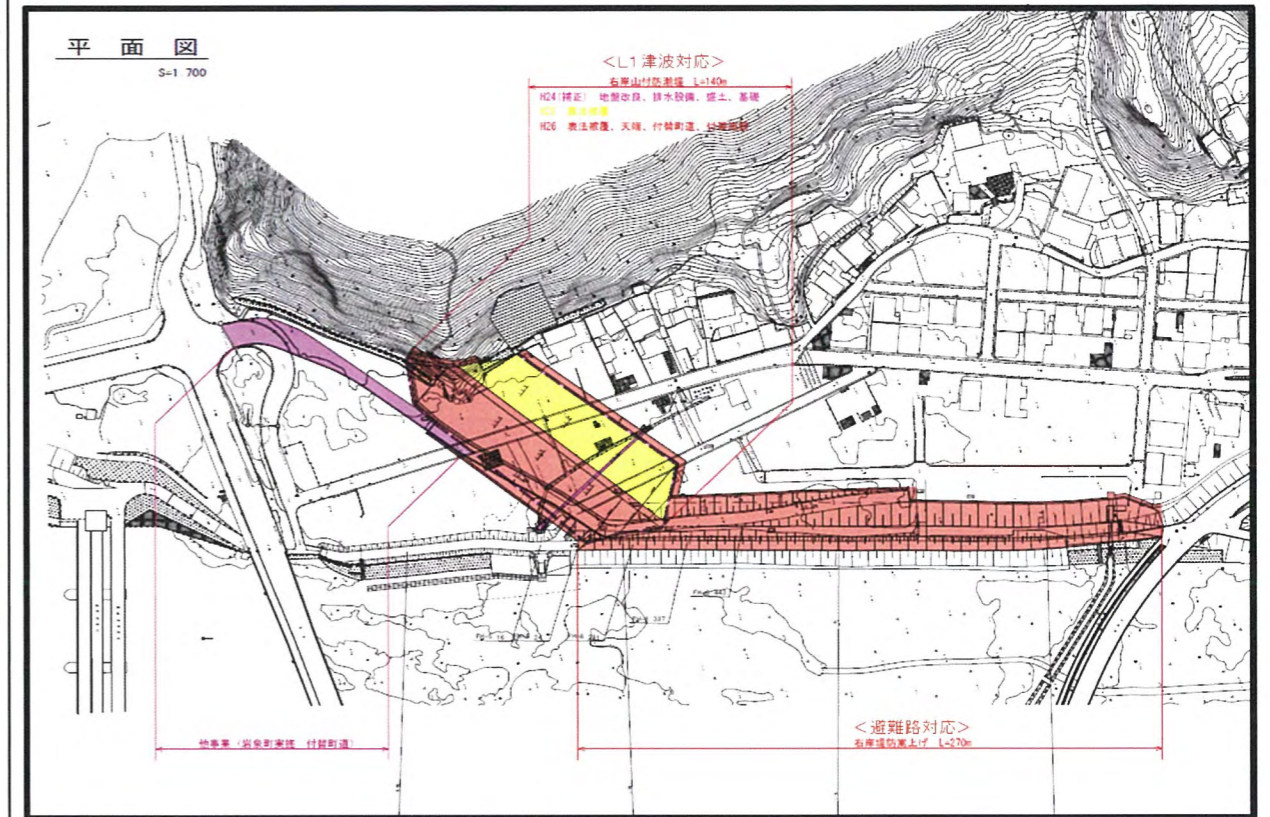 平面図
S=1:700
<L1津波対応>
右岸山付防潮堤 L=140m
H24(補正) 地盤改良、排水設備、盛土、基礎
H26 表法被覆、天端、付替町道、
他事業(岩泉町実施 付替町道)
<避難路対応>
右岸堤防嵩上げ L=270m